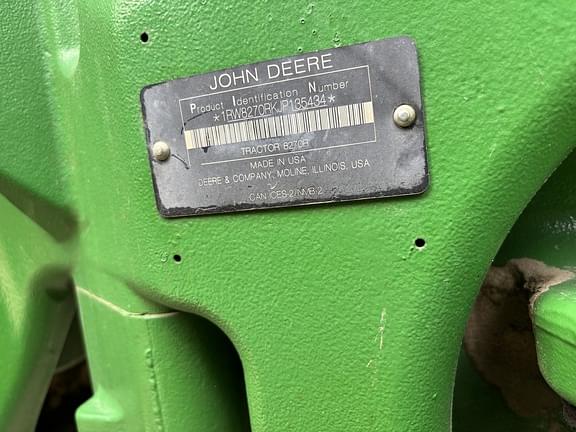 JOHN DEERE
Product Identification Number
*1RW8270RKJP135434*
TRACTOR 8270R
MADE IN USA
DEERE & COMPANY, MOLINE, ILLINOIS, USA
CAN ICES-2/NMB-2